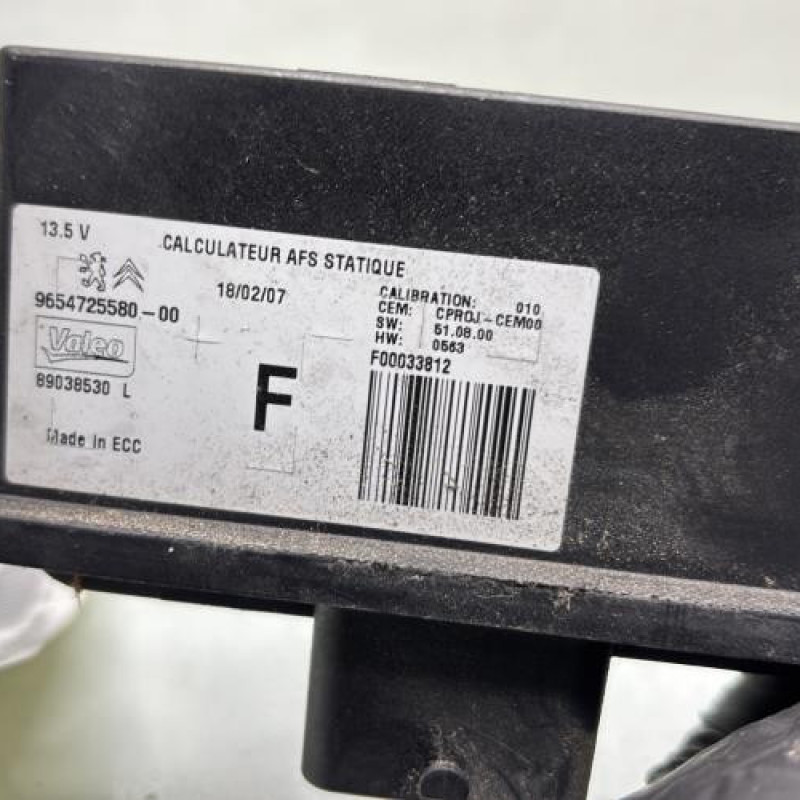 13.5 V
CALCULATEUR AFS STATIQUE
9654725580-00
18/02/07
CALIBRATION: 010
CEM: CPROJ-CEM00
SW: 51.08.00
HW: 0563
F00033812
Valeo
89038530 L
F
Made in ECC